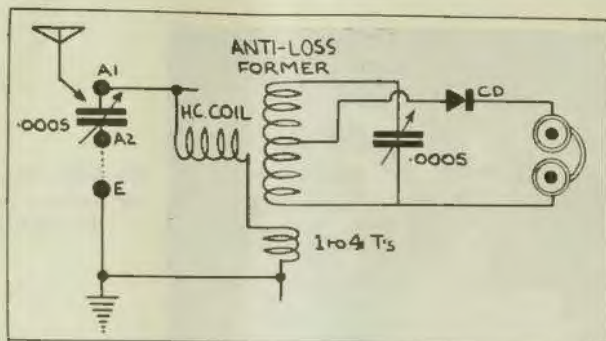 ANTI-LOSS
FORMER
A1
H.C. COIL
CD
.0005
A2
.0005
E
1 to 4 T's